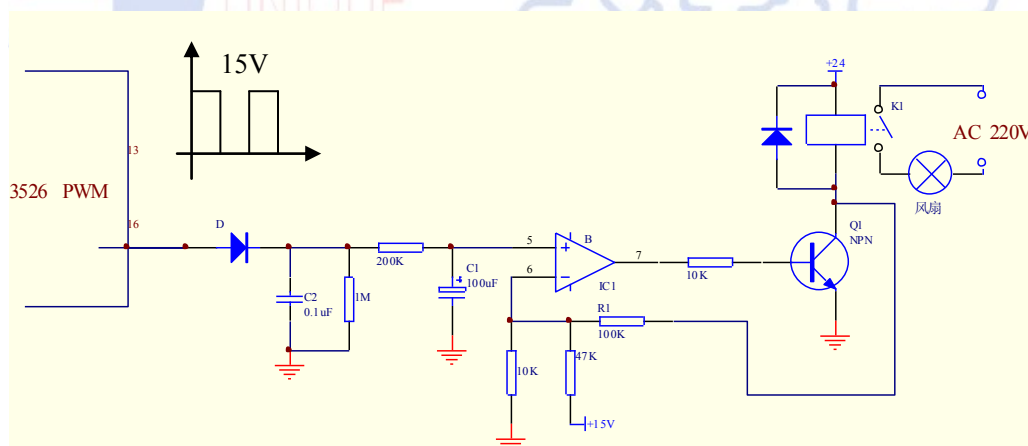 15V
+24
K1
AC 220V
13
3526 PWM
16
D
风扇
Q1
NPN
5
B
7
200K
C1
100uF
6
10K
IC1
C2
0.1uF
1M
R1
100K
10K
47K
+15V